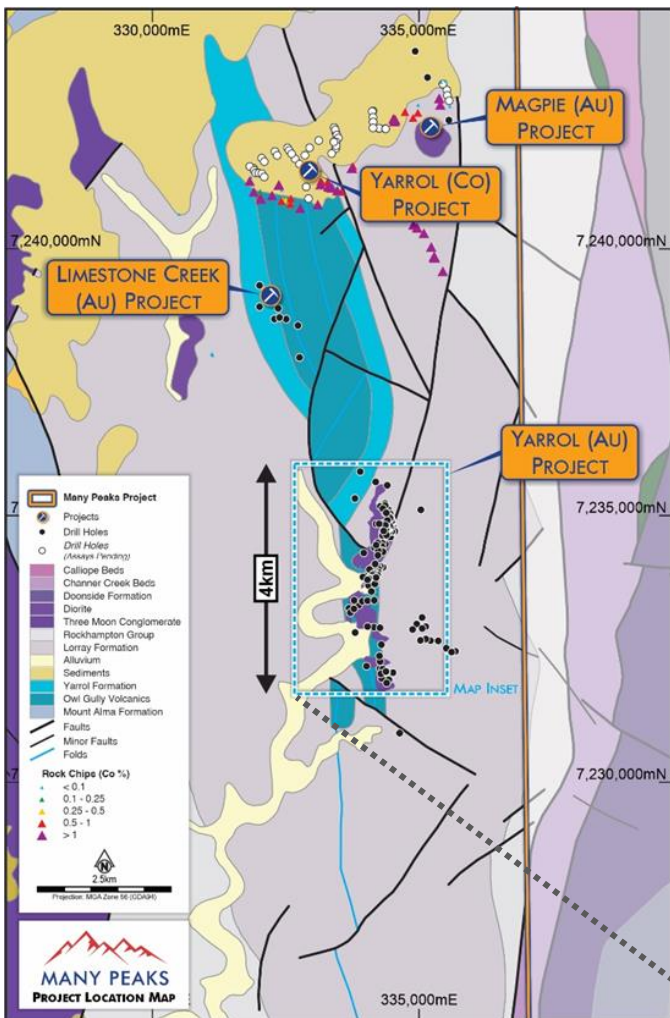 330,000mE
335,000mE
MAGPIE (AU)
PROJECT
YARROL (CO)
PROJECT
7,240,000mN
7,240,000mN
LIMESTONE CREEK
(AU) PROJECT
YARROL (AU)
PROJECT
7,235,000mN
4km
MAP INSET
Many Peaks Project
Projects
Drill Holes
Drill Holes
(Assays Pending)
Calliope Beds
Channer Creek Beds
Doonside Formation
Diorite
Three Moon Conglomerate
Rockhampton Group
Lorray Formation
Alluvium
Sediments
Yarrol Formation
Owl Gully Volcanics
Mount Alma Formation
Faults
Minor Faults
Folds
Rock Chips (Co %)
< 0.1
0.1 - 0.25
0.25 - 0.5
0.5 - 1
> 1
N
2.5km
Projection: MGA Zone 56 (GDA94)
7,230,000mN
MANY PEAKS
PROJECT LOCATION MAP
335,000mE